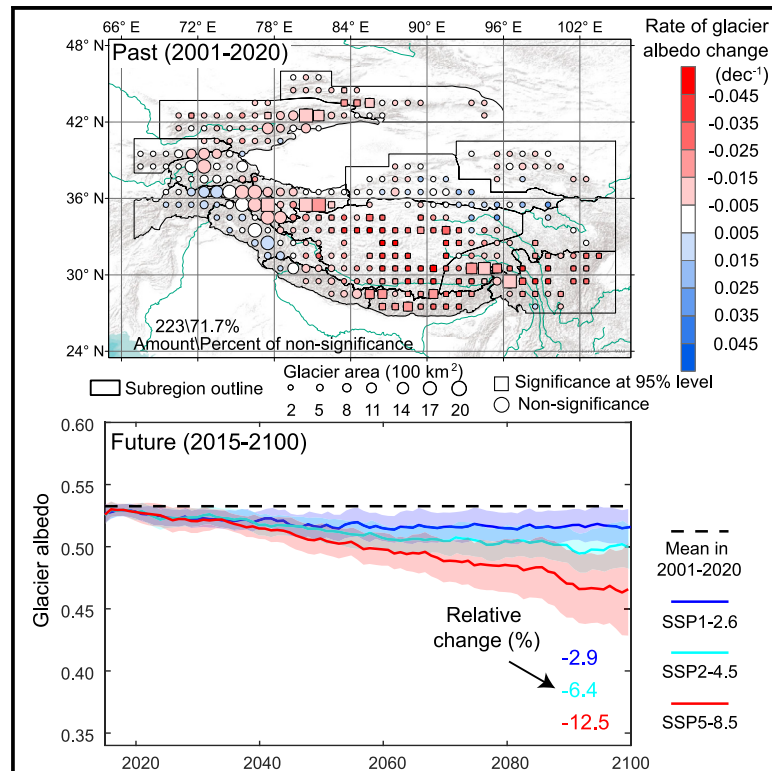 66°E 72°E 78°E 84°E 90°E 96°E 102°E
Rate of glacier
albedo change
(dec⁻¹)
-0.045
-0.035
-0.025
-0.015
-0.005
0.005
0.015
0.025
0.035
0.045
48° N
42° N
36° N
30° N
24° N
Past (2001-2020)
223\71.7%
Amount\Percent of non-significance
Subregion outline
Glacier area (100 km²)
2 5 8 11 14 17 20
Significance at 95% level
Non-significance
Future (2015-2100)
Glacier albedo
0.60
0.55
0.50
0.45
0.40
0.35
Relative
change (%)
-2.9
-6.4
-12.5
2020 2040 2060 2080 2100
Mean in
2001-2020
SSP1-2.6
SSP2-4.5
SSP5-8.5